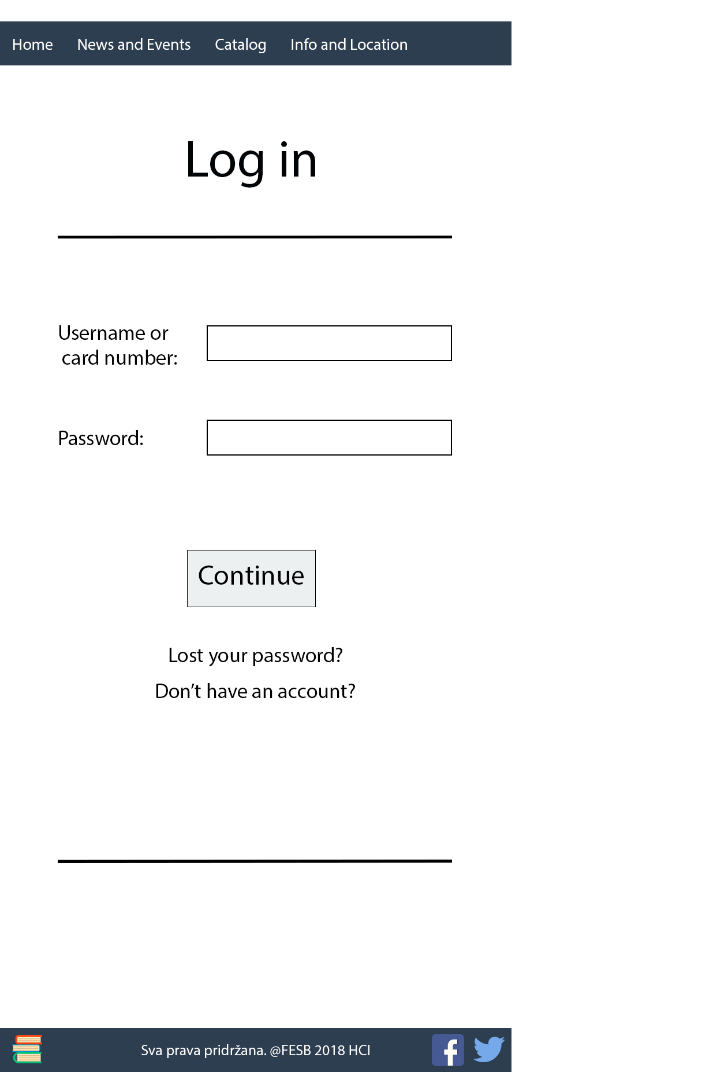 Home News and Events Catalog Info and Location
Log in
Username or
card number:
Password:
Continue
Lost your password?
Don’t have an account?
Sva prava pridržana. @FESB 2018 HCI